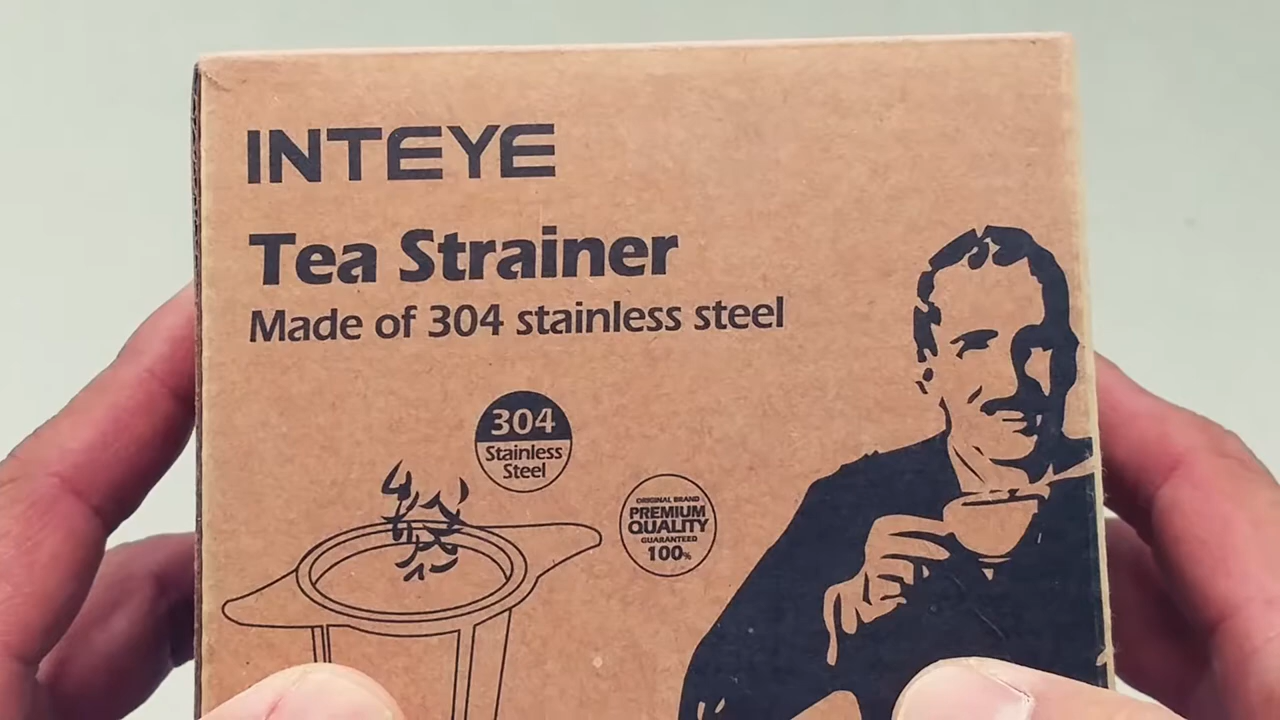 INTEYE
Tea Strainer
Made of 304 stainless steel
304
Stainless
Steel
ORIGINAL BRAND
PREMIUM
QUALITY
GUARANTEED
100%